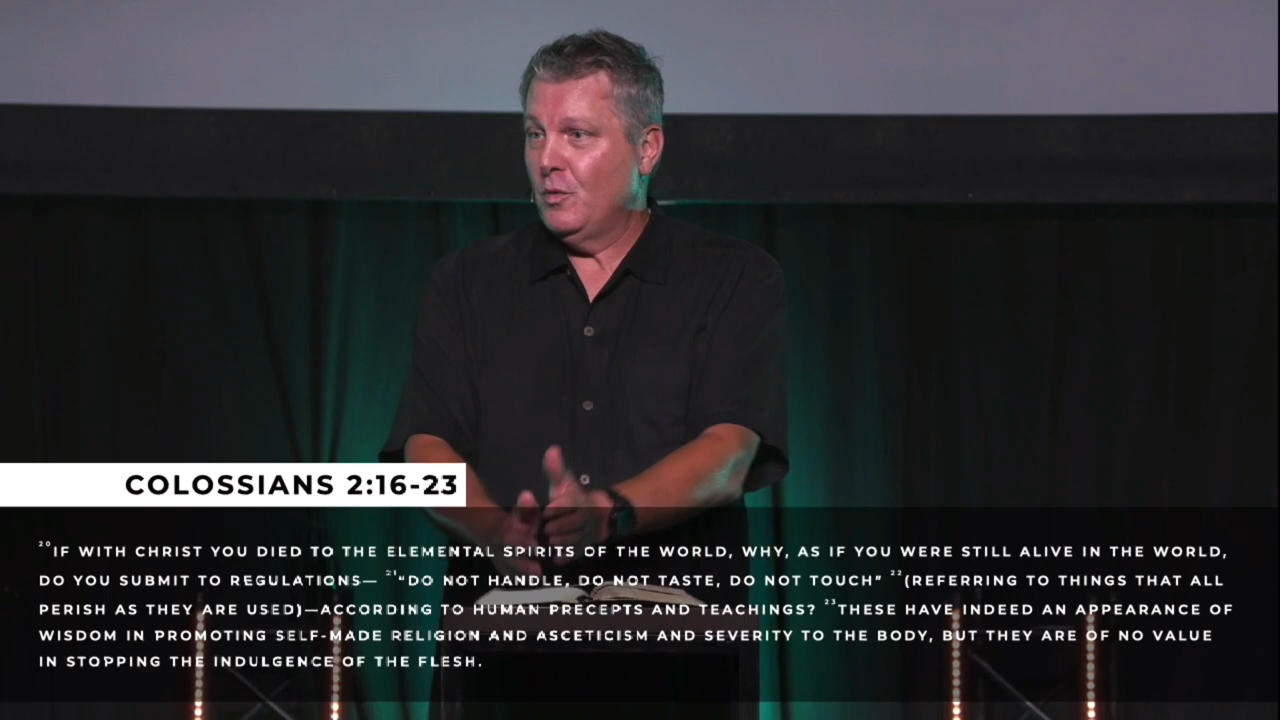 COLOSSIANS 2:16-23
²⁰IF WITH CHRIST YOU DIED TO THE ELEMENTAL SPIRITS OF THE WORLD, WHY, AS IF YOU WERE STILL ALIVE IN THE WORLD,
DO YOU SUBMIT TO REGULATIONS— ²¹“DO NOT HANDLE, DO NOT TASTE, DO NOT TOUCH” ²²(REFERRING TO THINGS THAT ALL
PERISH AS THEY ARE USED)—ACCORDING TO HUMAN PRECEPTS AND TEACHINGS? ²³THESE HAVE INDEED AN APPEARANCE OF
WISDOM IN PROMOTING SELF-MADE RELIGION AND ASCETICISM AND SEVERITY TO THE BODY, BUT THEY ARE OF NO VALUE
IN STOPPING THE INDULGENCE OF THE FLESH.